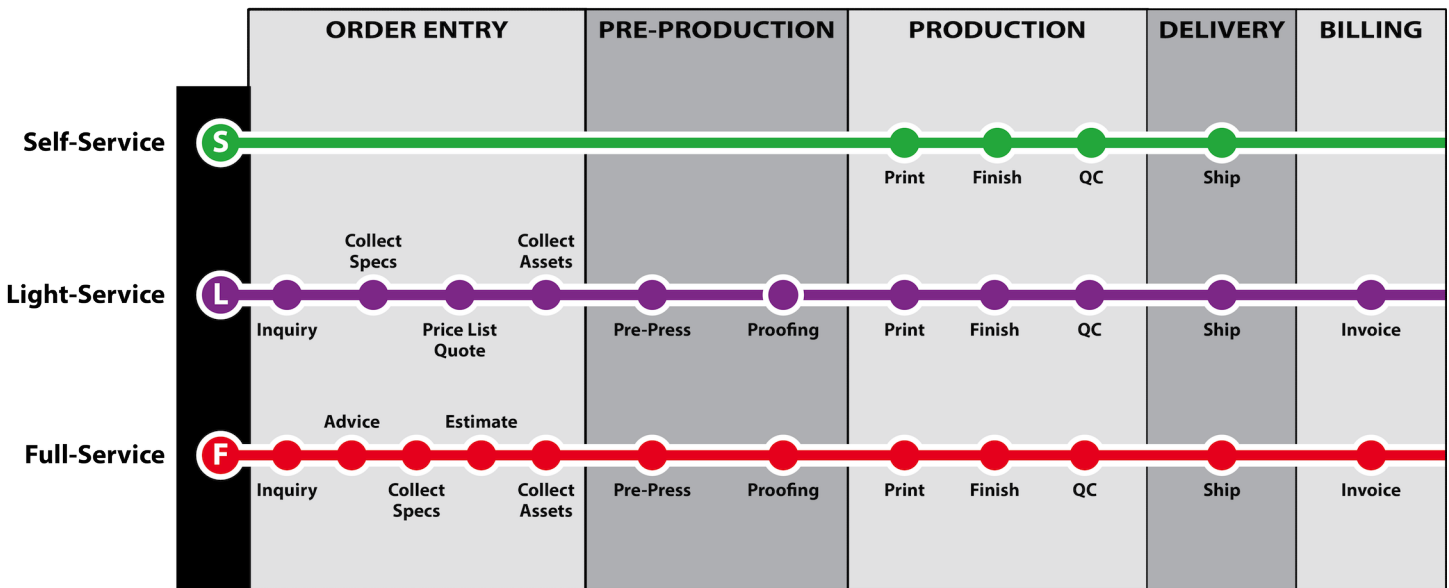 ORDER ENTRY
PRE-PRODUCTION
PRODUCTION
DELIVERY
BILLING
Self-Service
S
Print
Finish
QC
Ship
Collect
Specs
Collect
Assets
Light-Service
L
Inquiry
Price List
Quote
Pre-Press
Proofing
Print
Finish
QC
Ship
Invoice
Advice
Estimate
Full-Service
F
Inquiry
Collect
Specs
Collect
Assets
Pre-Press
Proofing
Print
Finish
QC
Ship
Invoice